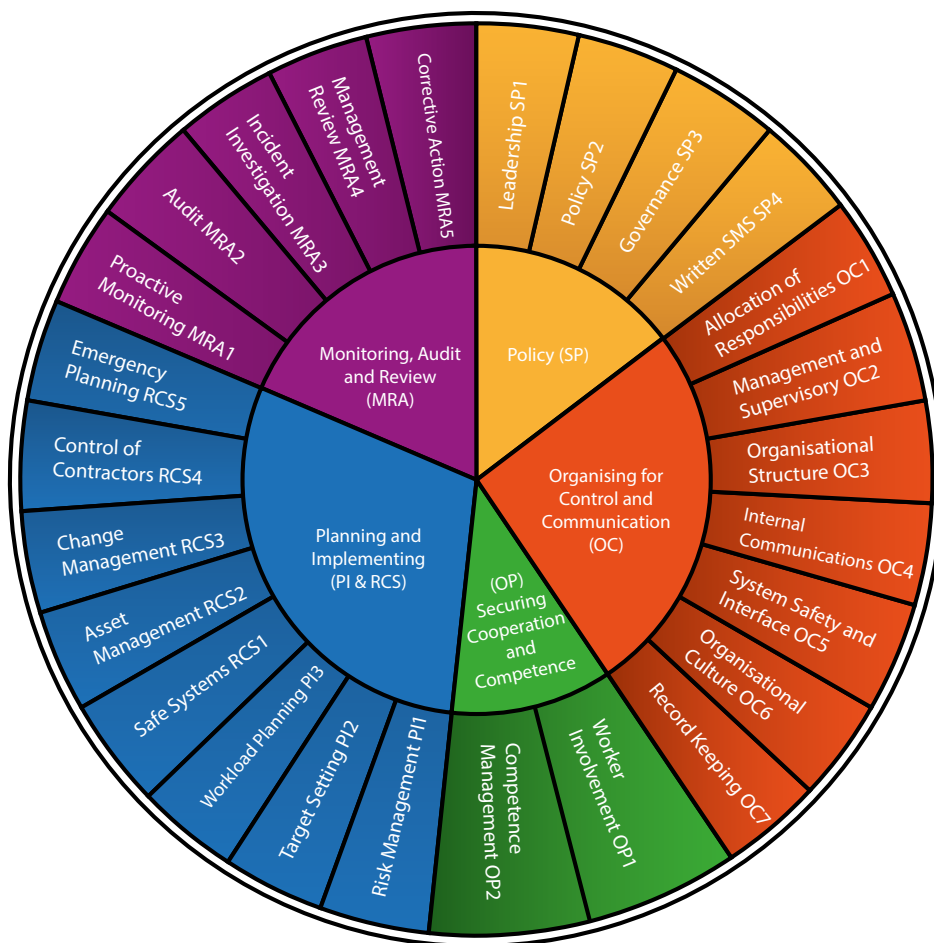 Leadership SP1
Policy SP2
Governance SP3
Written SMS SP4
Allocation of
Responsibilities OC1
Management and
Supervisory OC2
Organisational
Structure OC3
Internal
Communications OC4
System Safety and
Interface OC5
Organisational
Culture OC6
Record Keeping OC7
Worker
Involvement OP1
Competence
Management OP2
Risk Management PI1
Target Setting PI2
Workload Planning PI3
Safe Systems RCS1
Asset
Management RCS2
Change
Management RCS3
Control of
Contractors RCS4
Emergency
Planning RCS5
Proactive
Monitoring MRA1
Audit MRA2
Incident
Investigation MRA3
Management
Review MRA4
Corrective Action MRA5
Policy (SP)
Organising for
Control and
Communication
(OC)
(OP)
Securing
Cooperation
and
Competence
Planning and
Implementing
(PI & RCS)
Monitoring, Audit
and Review
(MRA)